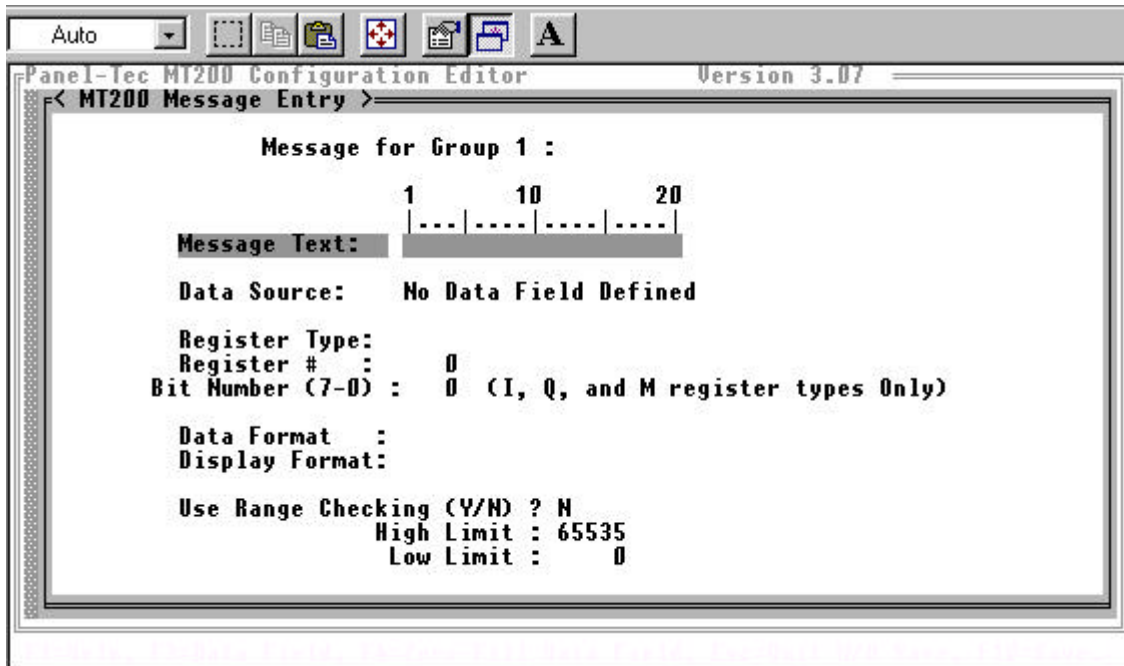 Auto
A
Panel-Tec MT200 Configuration Editor Version 3.07
< MT200 Message Entry >
Message for Group 1 :
1 10 20
|---|----|----|----|
Message Text:
Data Source: No Data Field Defined
Register Type:
Register # : 0
Bit Number (7-0) : 0 (I, Q, and M register types Only)
Data Format :
Display Format:
Use Range Checking (Y/N) ? N
High Limit : 65535
Low Limit : 0